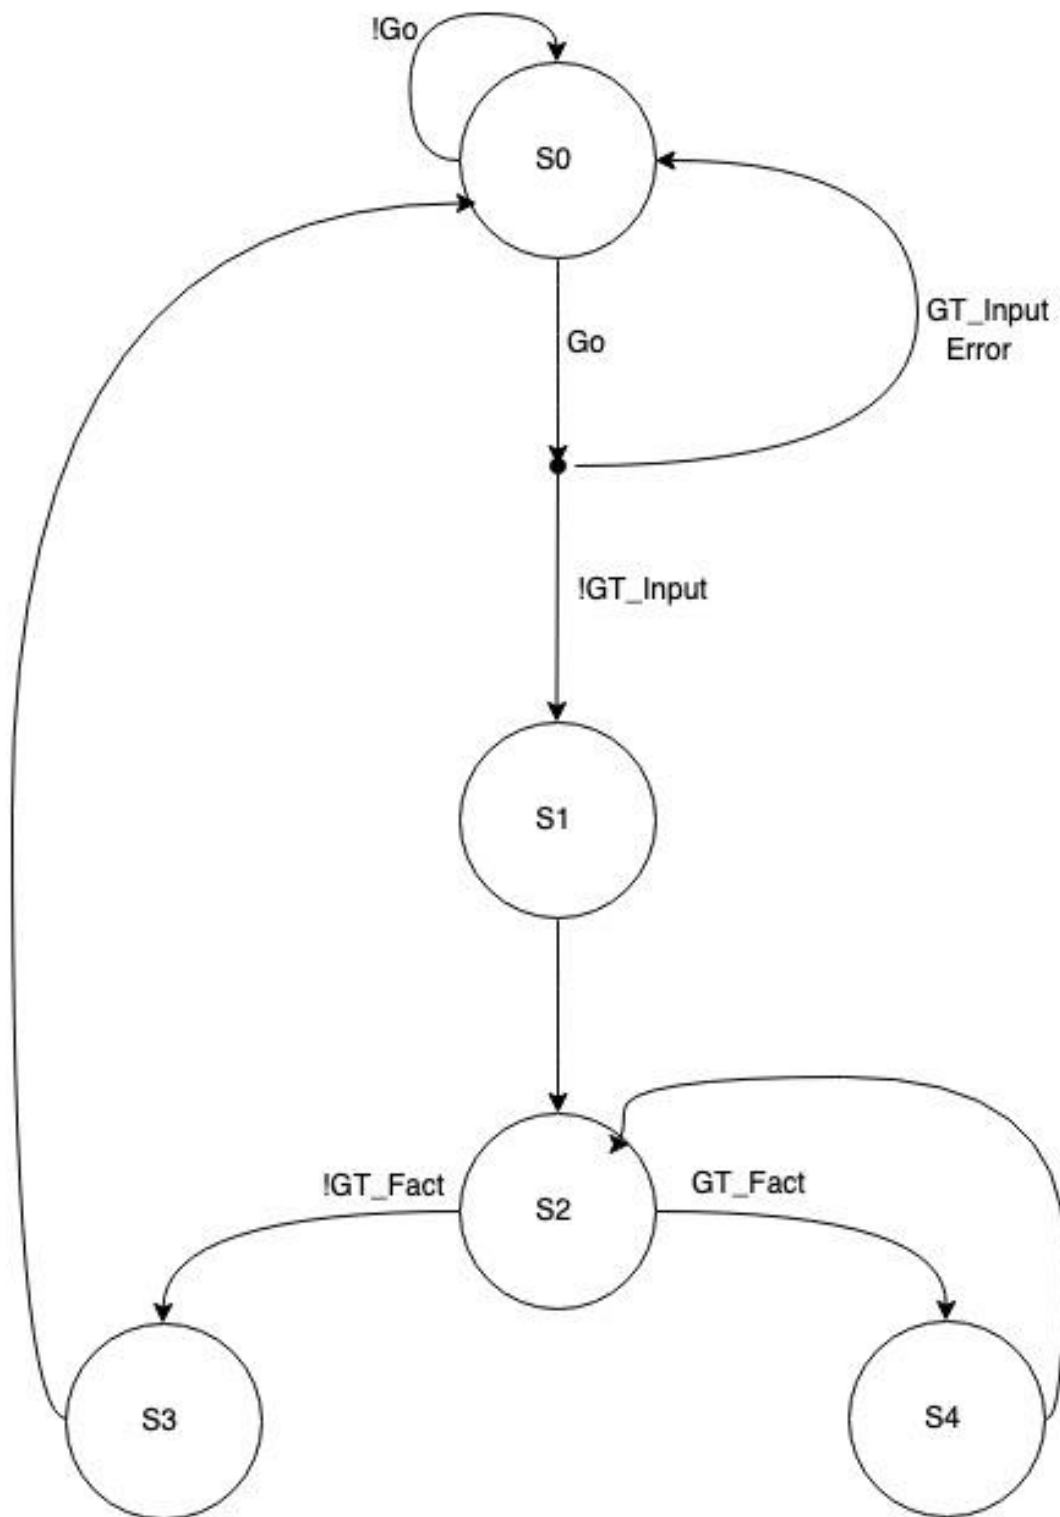 !Go
S0
GT_Input
Error
Go
!GT_Input
S1
!GT_Fact
S2
GT_Fact
S3
S4